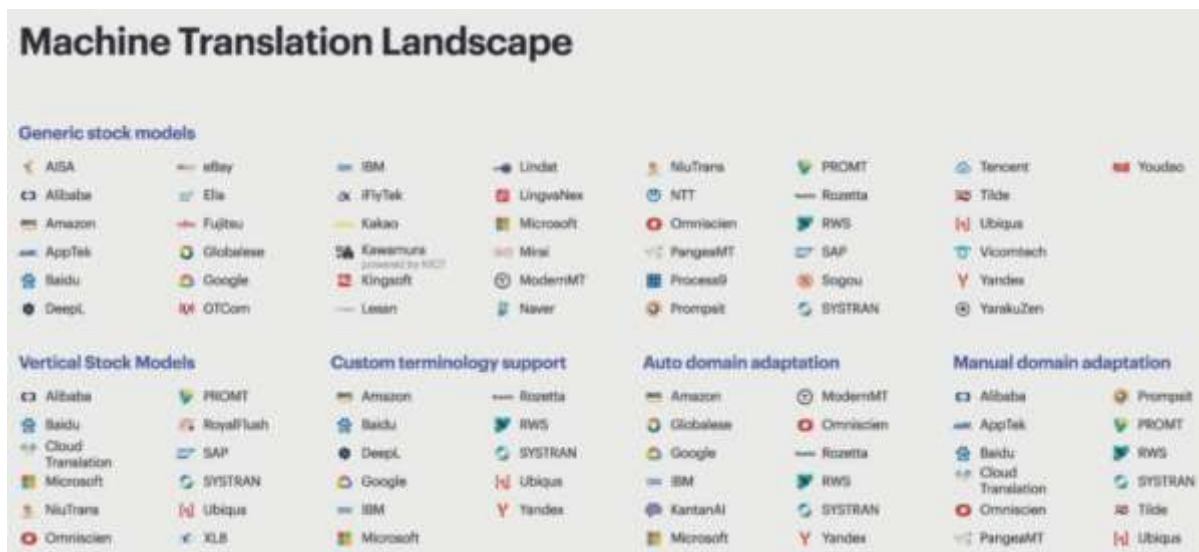 Machine Translation Landscape
Generic stock models
AISA
Alibaba
Amazon
AppTek
Baidu
DeepL
eBay
Elia
Fujitsu
Globalese
Google
GTCom
IBM
iFlyTek
Kakao
Kawamura
powered by NICT
Kingsoft
Lesan
Lindat
LingvaNex
Microsoft
Mirai
ModernMT
Naver
NiuTrans
NTT
Omniscien
PangeaMT
Process9
Prompsit
PROMT
Rozetta
RWS
SAP
Sogou
SYSTRAN
Tencent
Tilde
Ubiqus
Vicomtech
Yandex
YarakuZen
Youdao
Vertical Stock Models
Alibaba
Baidu
Cloud
Translation
Microsoft
NiuTrans
Omniscien
PROMT
RoyalFlush
SAP
SYSTRAN
Ubiqus
XL8
Custom terminology support
Amazon
Baidu
DeepL
Google
IBM
Microsoft
Rozetta
RWS
SYSTRAN
Ubiqus
Yandex
Auto domain adaptation
Amazon
Globalese
Google
IBM
KantanAI
Microsoft
ModernMT
Omniscien
Rozetta
RWS
SYSTRAN
Yandex
Manual domain adaptation
Alibaba
AppTek
Baidu
Cloud
Translation
Omniscien
PangeaMT
Prompsit
PROMT
RWS
SYSTRAN
Tilde
Ubiqus